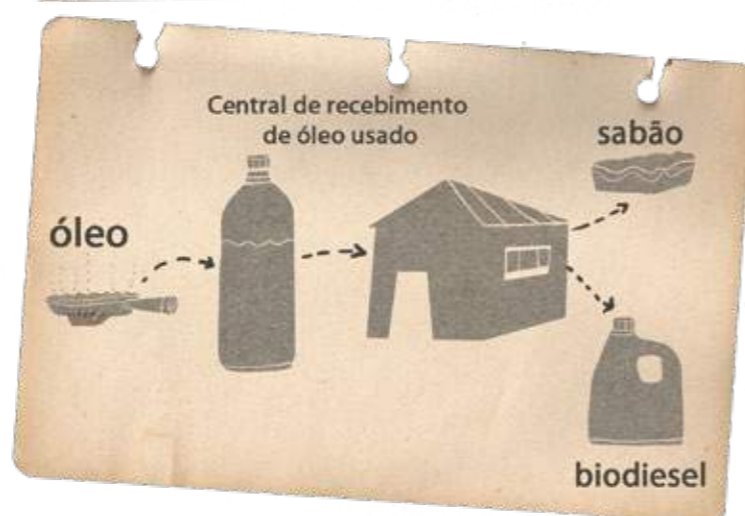 óleo
Central de recebimento
de óleo usado
sabão
biodiesel